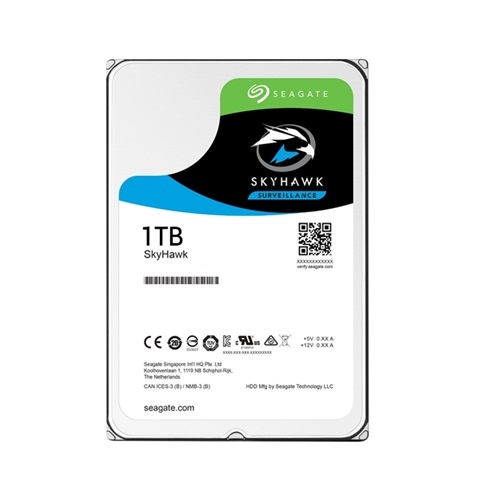 SEAGATE
SKYHAWK
SURVEILLANCE
1TB
SkyHawk
XXXXXXXXXXXX
verify.seagate.com
+5V 0.XX A
+12V 0.XX A
Seagate Singapore Int'l HQ Pte. Ltd
Koolhovenlaan 1, 1119 NB Schiphol-Rijk,
The Netherlands
CAN ICES-3 (B) / NMB-3 (B)
HDD Mfg by Seagate Technology LLC
seagate.com